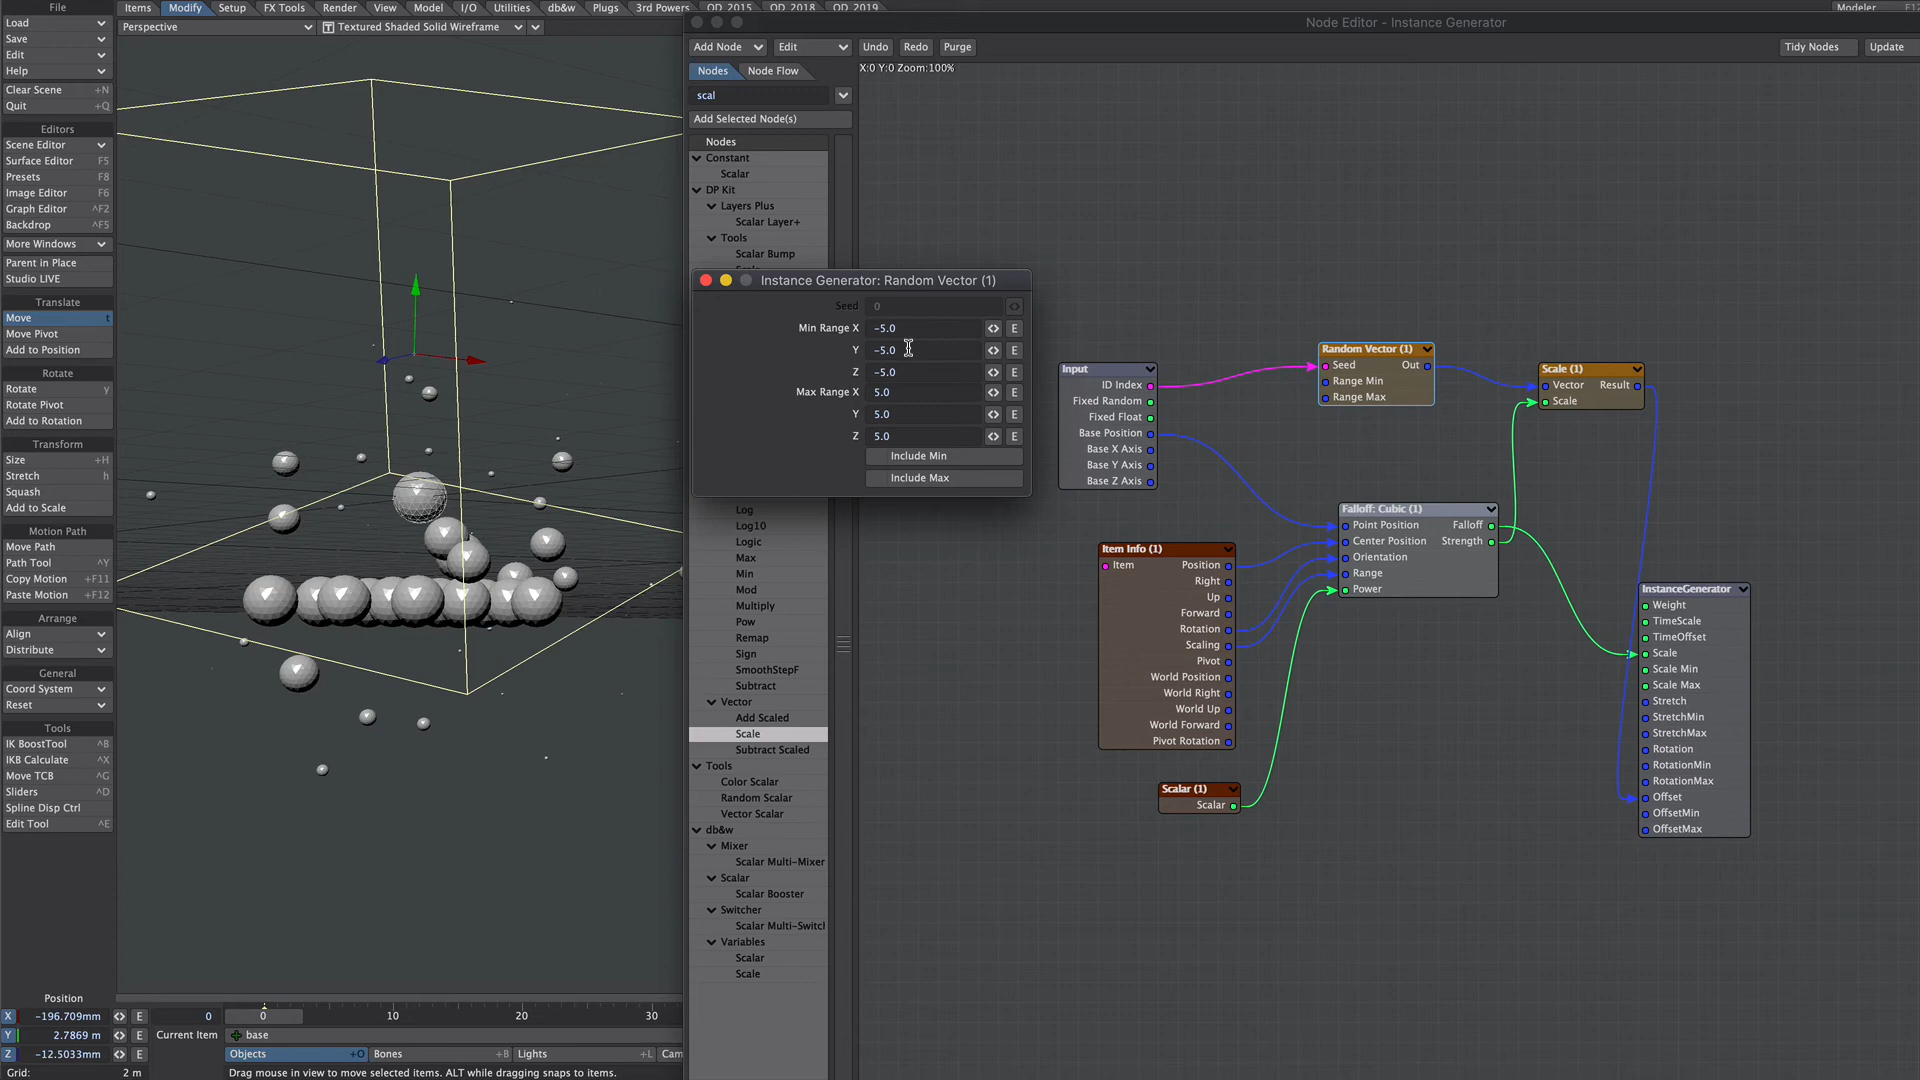 File
Items
Modify
Setup
FX Tools
Render
View
Model
I/O
Utilities
db&w
Plugs
3rd Powers
OD_2015
OD_2018
OD_2019
Modeler
Load
Save
Edit
Help
Clear Scene +N
Quit +Q
Editors
Scene Editor
Surface Editor F5
Presets F8
Image Editor F6
Graph Editor ^F2
Backdrop ^F5
More Windows
Parent in Place
Studio LIVE
Translate
Move t
Move Pivot
Add to Position
Rotate
Rotate y
Rotate Pivot
Add to Rotation
Transform
Size +H
Stretch h
Squash
Add to Scale
Motion Path
Move Path
Path Tool ^Y
Copy Motion +F11
Paste Motion +F12
Arrange
Align
Distribute
General
Coord System
Reset
Tools
IK BoostTool ^B
IKB Calculate ^X
Move TCB ^G
Sliders ^D
Spline Disp Ctrl
Edit Tool ^E
Position
X -196.709mm E
Y 2.7869 m E
Z -12.5033mm E
Grid: 2 m
Perspective
Textured Shaded Solid Wireframe
0 0 10 20 30
Current Item base
Objects +O
Bones +B
Lights +L
Cam
Drag mouse in view to move selected items. ALT while dragging snaps to items.
Node Editor - Instance Generator
Add Node
Edit
Undo
Redo
Purge
Tidy Nodes
Update
Nodes
Node Flow
X:0 Y:0 Zoom:100%
scal
Add Selected Node(s)
Nodes
Constant
Scalar
DP Kit
Layers Plus
Scalar Layer+
Tools
Scalar Bump
Instance Generator: Random Vector (1)
Seed 0
Min Range X -5.0 E
Y -5.0 E
Z -5.0 E
Max Range X 5.0 E
Y 5.0 E
Z 5.0 E
Include Min
Include Max
Log
Log10
Logic
Max
Min
Mod
Multiply
Pow
Remap
Sign
SmoothStepF
Subtract
Vector
Add Scaled
Scale
Subtract Scaled
Tools
Color Scalar
Random Scalar
Vector Scalar
db&w
Mixer
Scalar Multi-Mixer
Scalar
Scalar Booster
Switcher
Scalar Multi-Switcl
Variables
Scalar
Scale
Input
ID Index
Fixed Random
Fixed Float
Base Position
Base X Axis
Base Y Axis
Base Z Axis
Random Vector (1)
Seed Out
Range Min
Range Max
Scale (1)
Vector Result
Scale
Falloff: Cubic (1)
Point Position Falloff
Center Position Strength
Orientation
Range
Power
Item Info (1)
Item Position
Right
Up
Forward
Rotation
Scaling
Pivot
World Position
World Right
World Up
World Forward
Pivot Rotation
Scalar (1)
Scalar
InstanceGenerator
Weight
TimeScale
TimeOffset
Scale
Scale Min
Scale Max
Stretch
StretchMin
StretchMax
Rotation
RotationMin
RotationMax
Offset
OffsetMin
OffsetMax